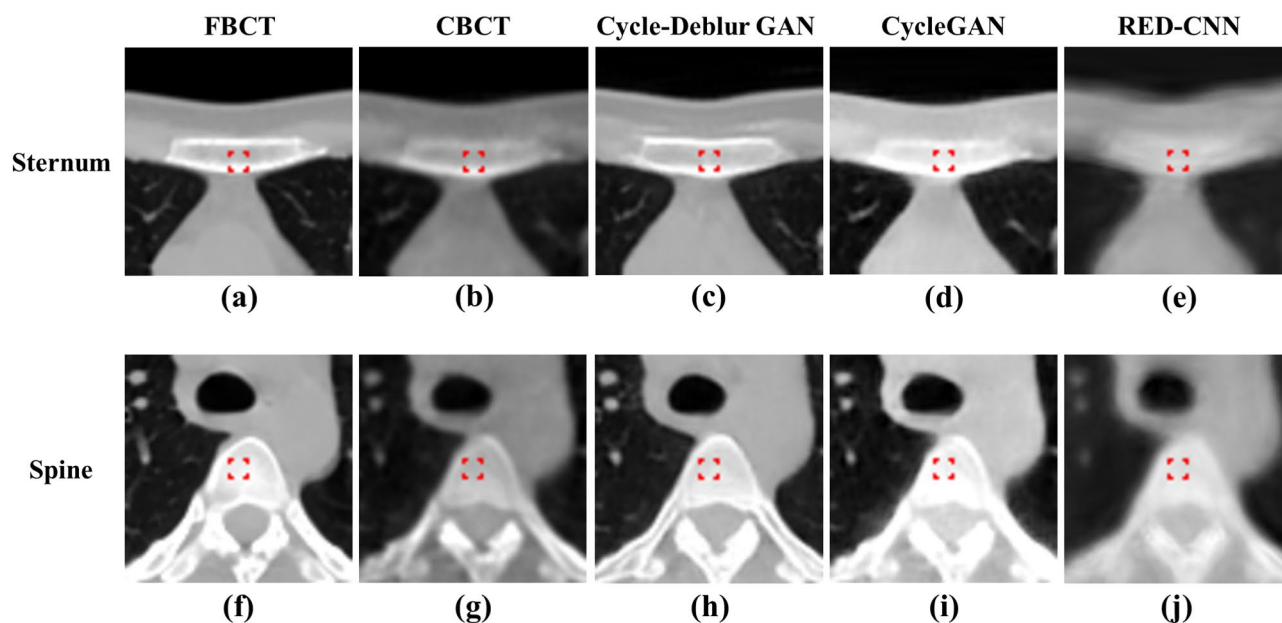 FBCT CBCT Cycle-Deblur GAN CycleGAN RED-CNN
Sternum
(a) (b) (c) (d) (e)
Spine
(f) (g) (h) (i) (j)